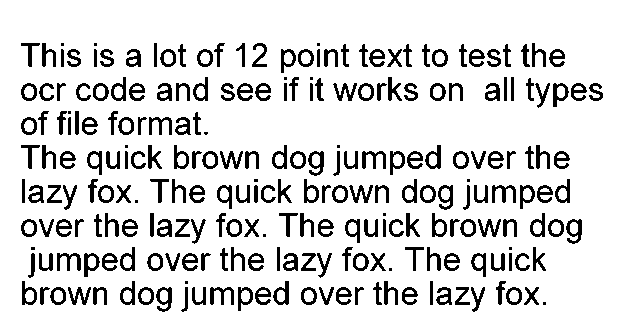 This is a lot of 12 point text to test the
ocr code and see if it works on  all types
of file format.
The quick brown dog jumped over the
lazy fox. The quick brown dog jumped
over the lazy fox. The quick brown dog
 jumped over the lazy fox. The quick
brown dog jumped over the lazy fox.